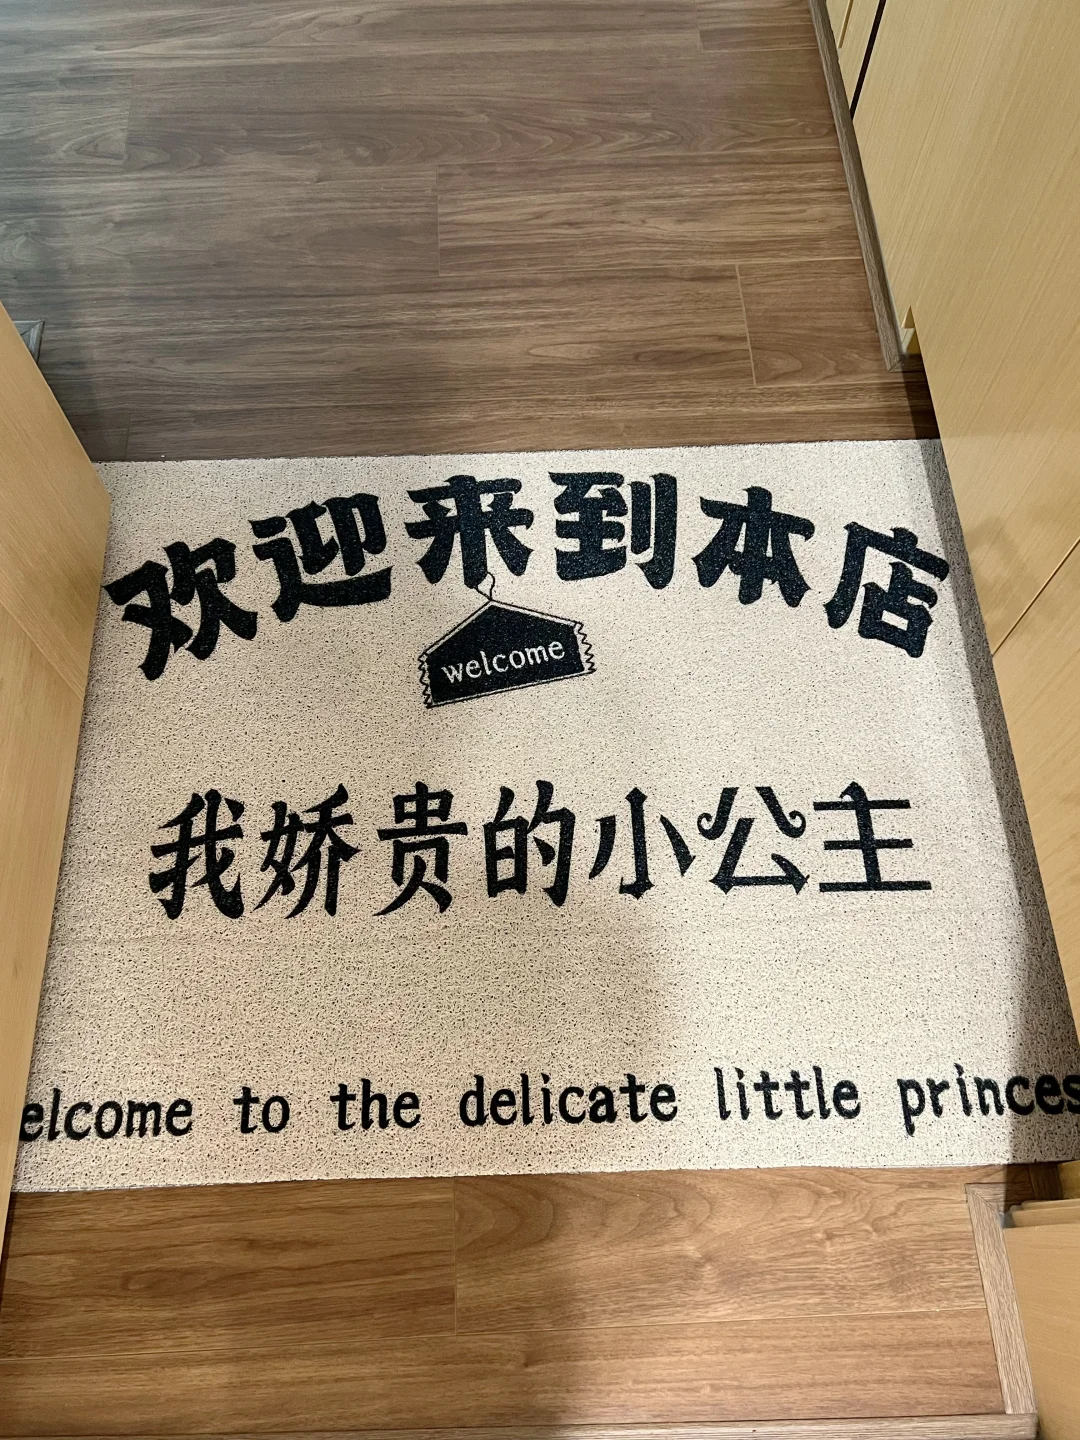 欢迎来到本店
welcome
我娇贵的小公主
elcome to the delicate little princes